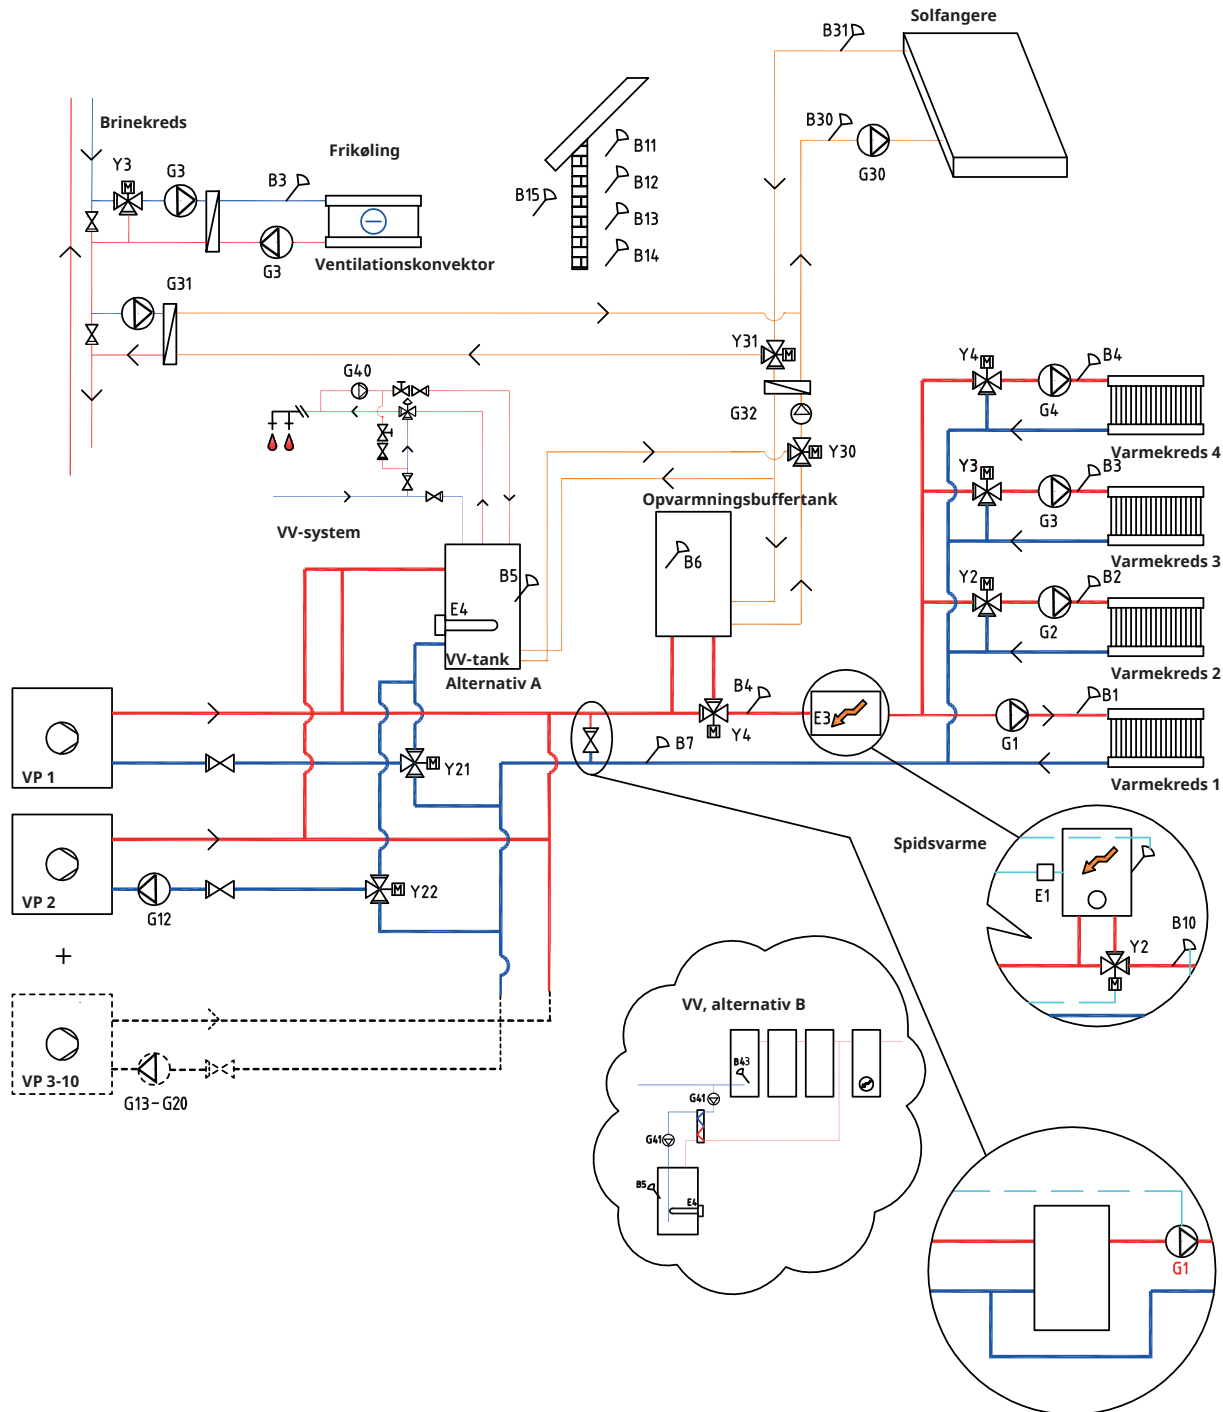 Solfangere
B31
Brinekreds
B30
G30
Y3
G3
Frikøling
B3
B11
B12
B15
B13
B14
G3
Ventilationskonvektor
G31
Y31
Y4
B4
G40
G4
G32
Varmekreds 4
Y30
Y3
B3
Opvarmningsbuffertank
G3
VV-system
Varmekreds 3
B6
B5
Y2
B2
E4
G2
VV-tank
Varmekreds 2
Alternativ A
B4
B1
E3
G1
Y4
B7
VP 1
Y21
Varmekreds 1
Spidsvarme
VP 2
Y22
E1
G12
B10
Y2
+
VV, alternativ B
B43
VP 3-10
G13-G20
G41
G41
B5
E4
G1
M
M
M
M
M
M
M
M
M
M